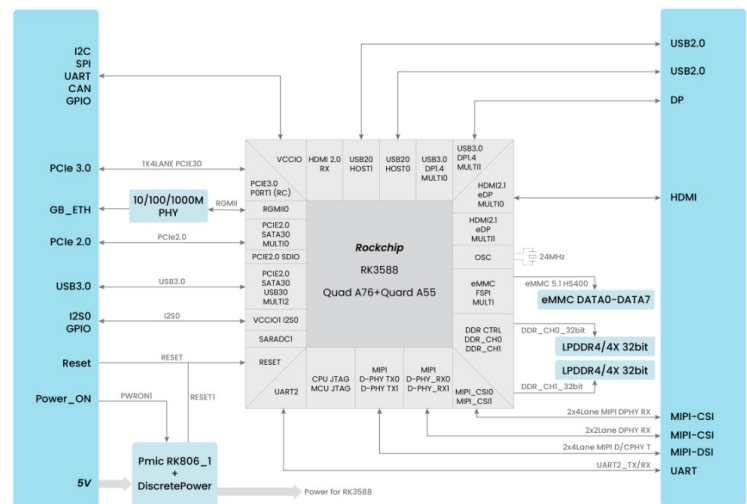 I2C
SPI
UART
CAN
GPIO
PCIe 3.0
GB_ETH
PCIe 2.0
USB3.0
I2S0
GPIO
Reset
Power_ON
5V
1X4LANE PCIE30
10/100/1000M
PHY
RGMII
PCIe2.0
USB3.0
I2S0
RESET
PWRON1
RESET1
Pmic RK806_1
+
DiscretePower
Power for RK3588
VCCIO
HDMI 2.0
RX
USB20
HOST1
USB20
HOST0
USB3.0
DP1.4
MULTI0
USB3.0
DP1.4
MULTI1
PCIE3.0
P0RT1 (RC)
RGMII0
PCIE2.0
SATA30
MULTI0
PCIE2.0 SDIO
PCIE2.0
SATA30
USB30
MULTI2
VCCIO1 I2S0
SARADC1
RESET
UART2
Rockchip
RK3588
Quad A76+Quard A55
HDMI2.1
eDP
MULTI0
HDMI2.1
eDP
MULTI1
OSC
eMMC
FSPI
MULTI
DDR CTRL
DDR_CH0
DDR_CH1
CPU JTAG
MCU JTAG
MIPI
D-PHY TX0
D-PHY TX1
MIPI
D-PHY_RX0
D-PHY_RX1
MIPI_CSI0
MIPI_CSI1
24MHz
eMMC 5.1 HS400
eMMC DATA0-DATA7
DDR_CH0_32bit
LPDDR4/4X 32bit
LPDDR4/4X 32bit
DDR_CH1_32bit
2x4Lane MIPI DPHY RX
2x2Lane DPHY RX
2x4Lane MIPI D/CPHY T
UART2_TX/RX
USB2.0
USB2.0
DP
HDMI
MIPI-CSI
MIPI-CSI
MIPI-DSI
UART